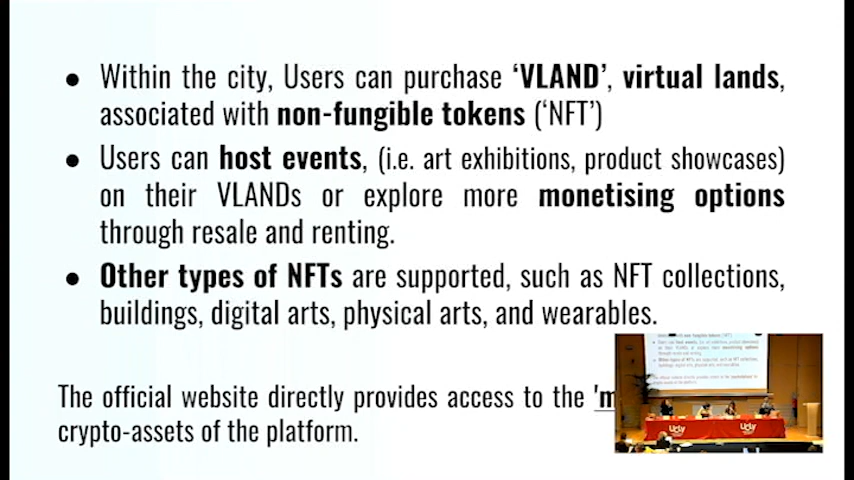 ● Within the city, Users can purchase ‘VLAND’, virtual lands,
associated with non-fungible tokens (‘NFT’)
● Users can host events, (i.e. art exhibitions, product showcases)
on their VLANDs or explore more monetising options
through resale and renting.
● Other types of NFTs are supported, such as NFT collections,
buildings, digital arts, physical arts, and wearables.
The official website directly provides access to the
crypto-assets of the platform.